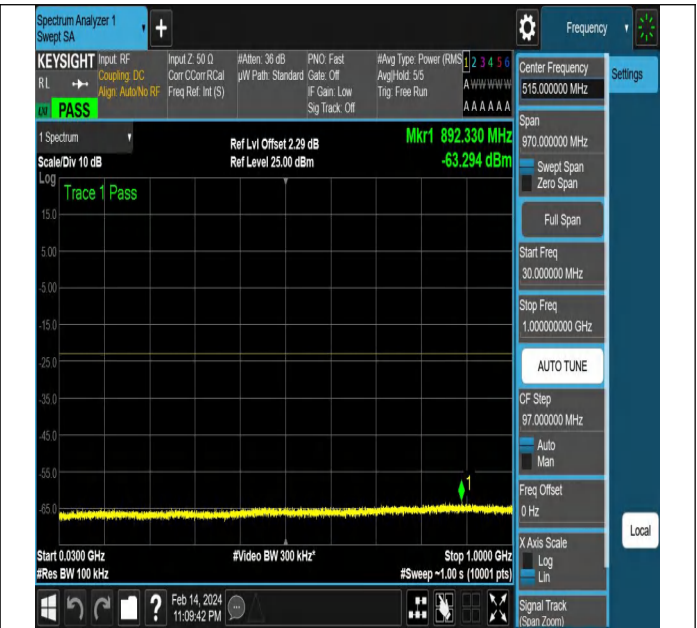 Spectrum Analyzer 1
Swept SA
+
Frequency
KEYSIGHT
RL
LXI
PASS
Input: RF
Coupling: DC
Align: Auto/No RF
Input Z: 50 Ω
Corr CCorr RCal
Freq Ref: Int (S)
#Atten: 36 dB
µW Path: Standard
PNO: Fast
Gate: Off
IF Gain: Low
Sig Track: Off
#Avg Type: Power (RMS
Avg|Hold: 5/5
Trig: Free Run
1 2 3 4 5 6
A W W W W W
A A A A A A
Center Frequency
515.000000 MHz
Settings
Span
970.000000 MHz
Swept Span
Zero Span
Full Span
Start Freq
30.000000 MHz
Stop Freq
1.000000000 GHz
AUTO TUNE
CF Step
97.000000 MHz
Auto
Man
Freq Offset
0 Hz
X Axis Scale
Log
Lin
Signal Track
(Span Zoom)
Local
1 Spectrum
Scale/Div 10 dB
Ref Lvl Offset 2.29 dB
Ref Level 25.00 dBm
Mkr1 892.330 MHz
-63.294 dBm
Log
Trace 1 Pass
15.0
5.00
-5.00
-15.0
-25.0
-35.0
-45.0
-55.0
-65.0
1
Start 0.0300 GHz
#Res BW 100 kHz
#Video BW 300 kHz*
Stop 1.0000 GHz
#Sweep ~1.00 s (10001 pts)
?
Feb 14, 2024
11:09:42 PM